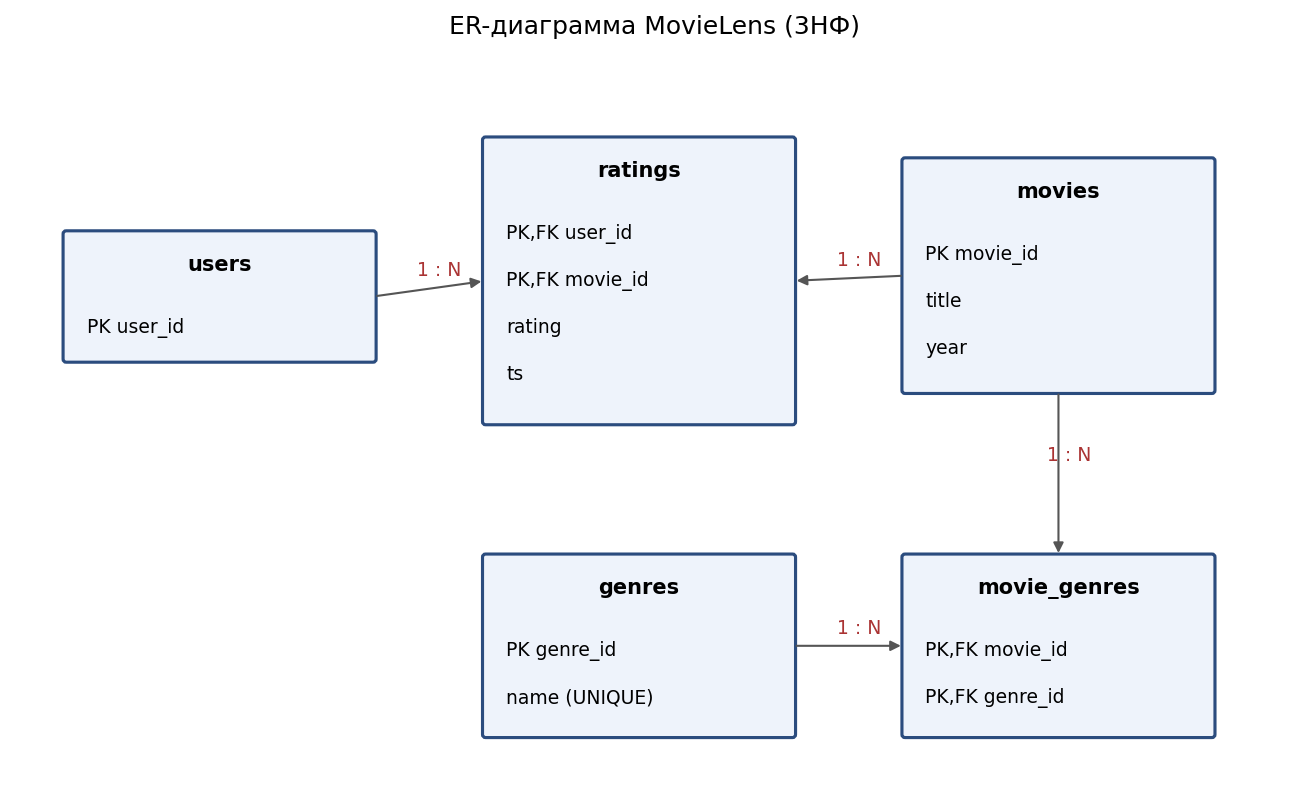 ER-диаграмма MovieLens (3НФ)
users
PK user_id
1 : N
ratings
PK,FK user_id
PK,FK movie_id
rating
ts
1 : N
movies
PK movie_id
title
year
1 : N
genres
PK genre_id
name (UNIQUE)
1 : N
movie_genres
PK,FK movie_id
PK,FK genre_id